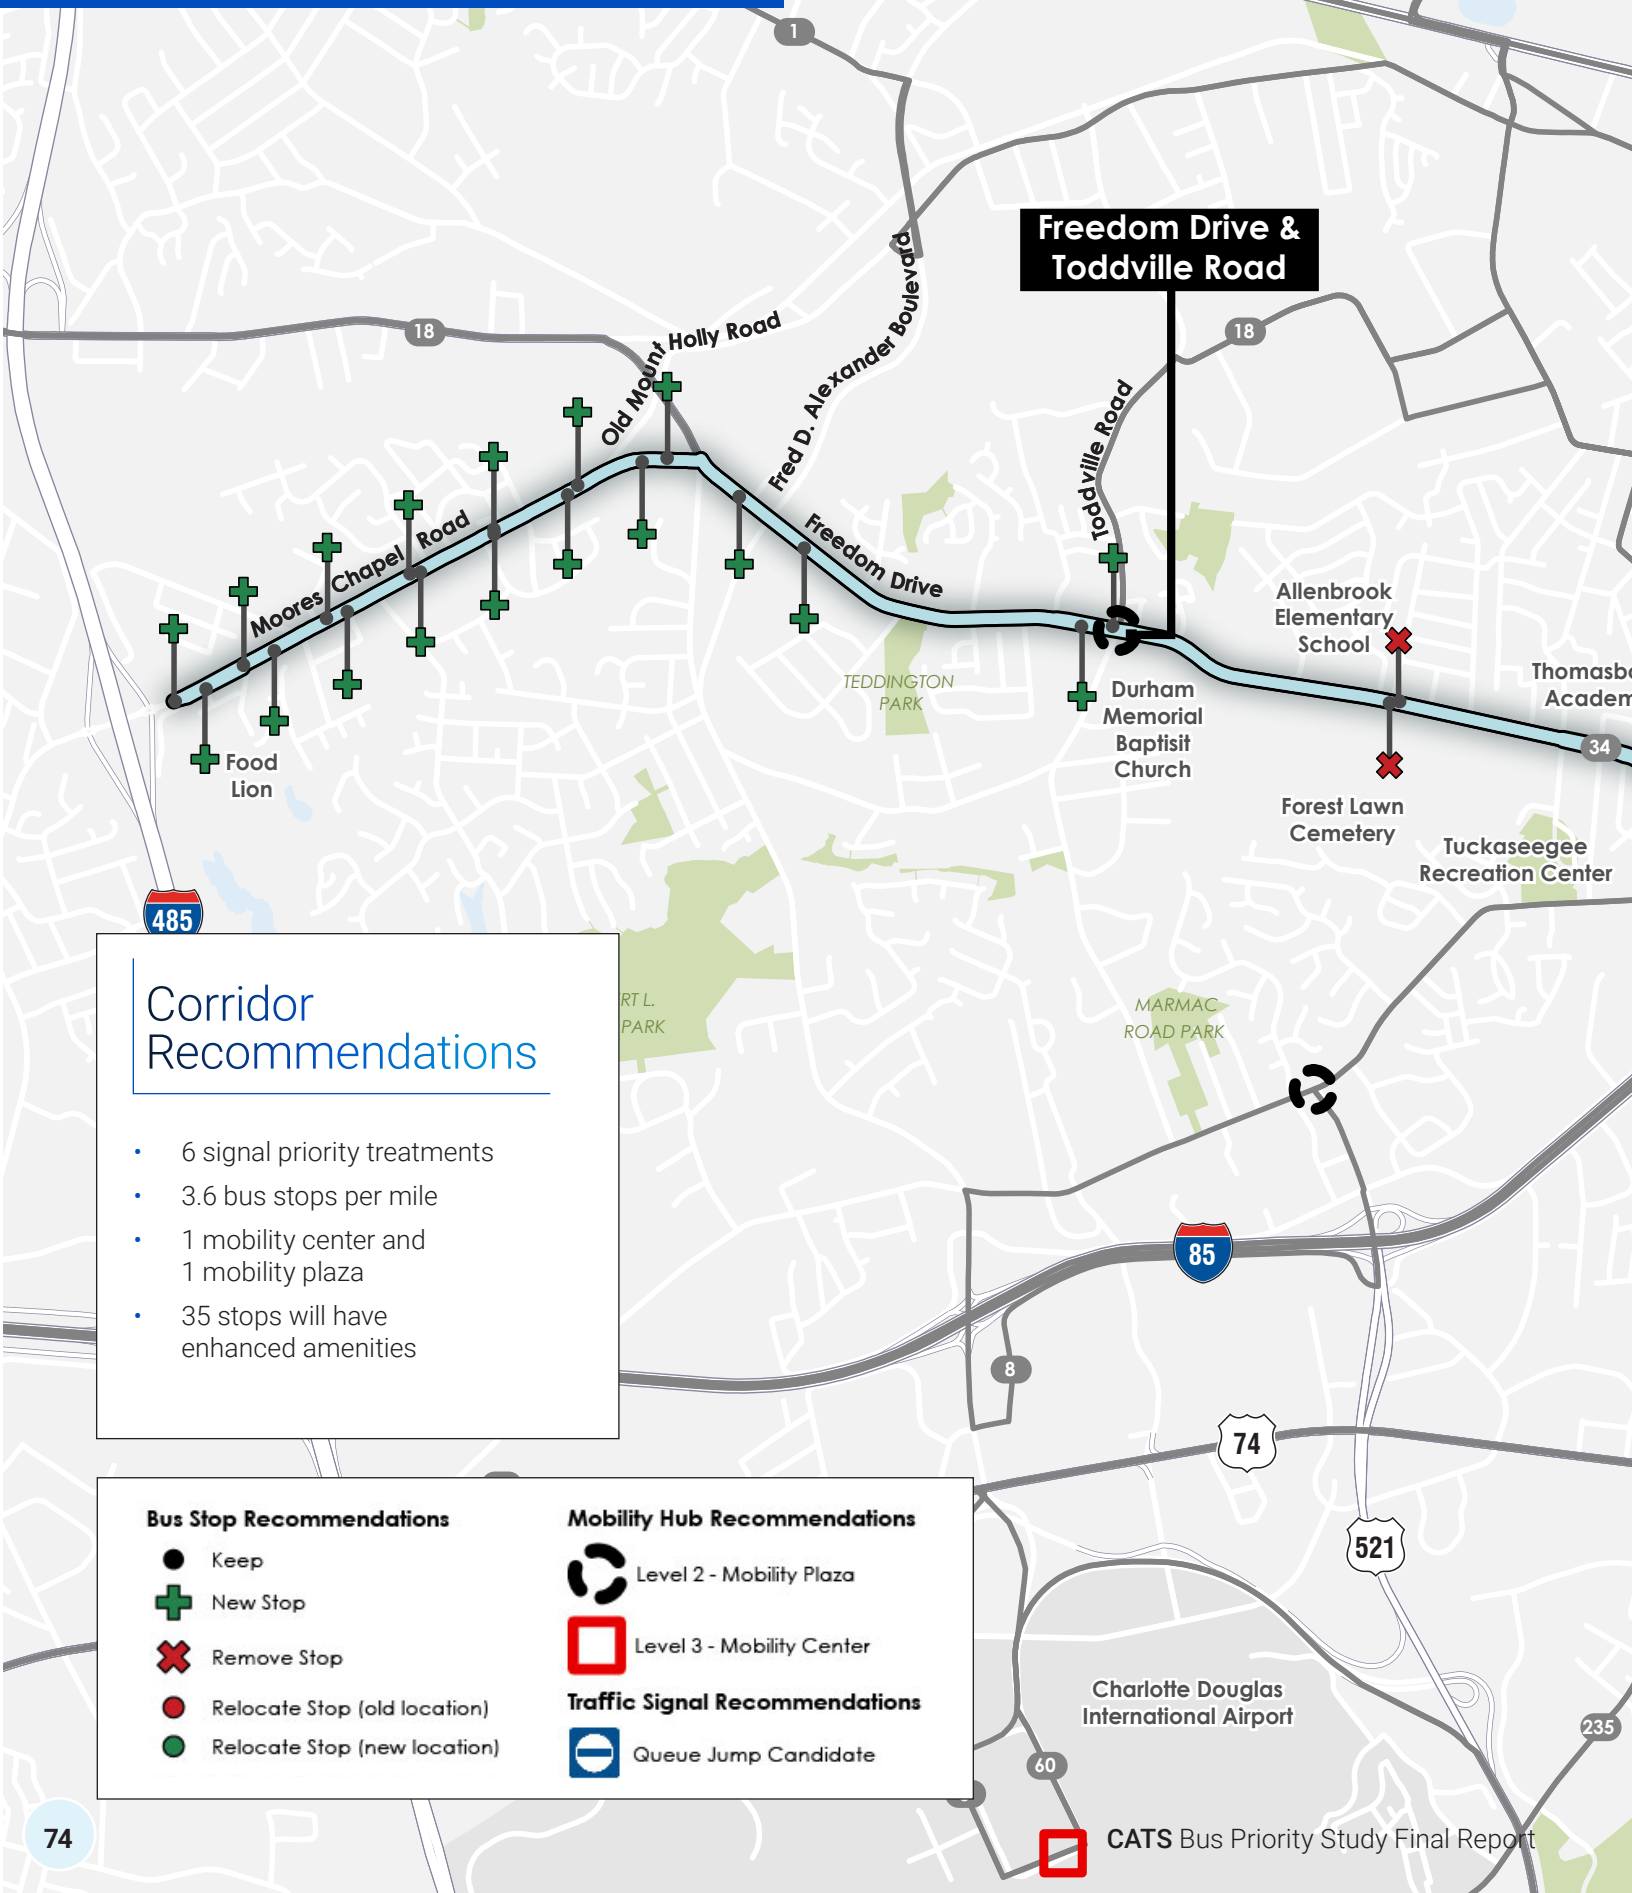 1
Freedom Drive &
Toddville Road
Fred D. Alexander Boulevard
18
Old Mount Holly Road
18
Toddville Road
Moores Chapel Road
Freedom Drive
Allenbrook
Elementary
School
TEDDINGTON
PARK
Durham
Memorial
Baptisit
Church
Thomasbo
Academ
34
Food
Lion
Forest Lawn
Cemetery
Tuckaseegee
Recreation Center
485
Corridor
Recommendations
RT L.
PARK
MARMAC
ROAD PARK
• 6 signal priority treatments
• 3.6 bus stops per mile
• 1 mobility center and
1 mobility plaza
• 35 stops will have
enhanced amenities
85
8
74
521
Bus Stop Recommendations
Keep
New Stop
Remove Stop
Relocate Stop (old location)
Relocate Stop (new location)
Mobility Hub Recommendations
Level 2 - Mobility Plaza
Level 3 - Mobility Center
Traffic Signal Recommendations
Queue Jump Candidate
Charlotte Douglas
International Airport
235
60
74
CATS Bus Priority Study Final Report